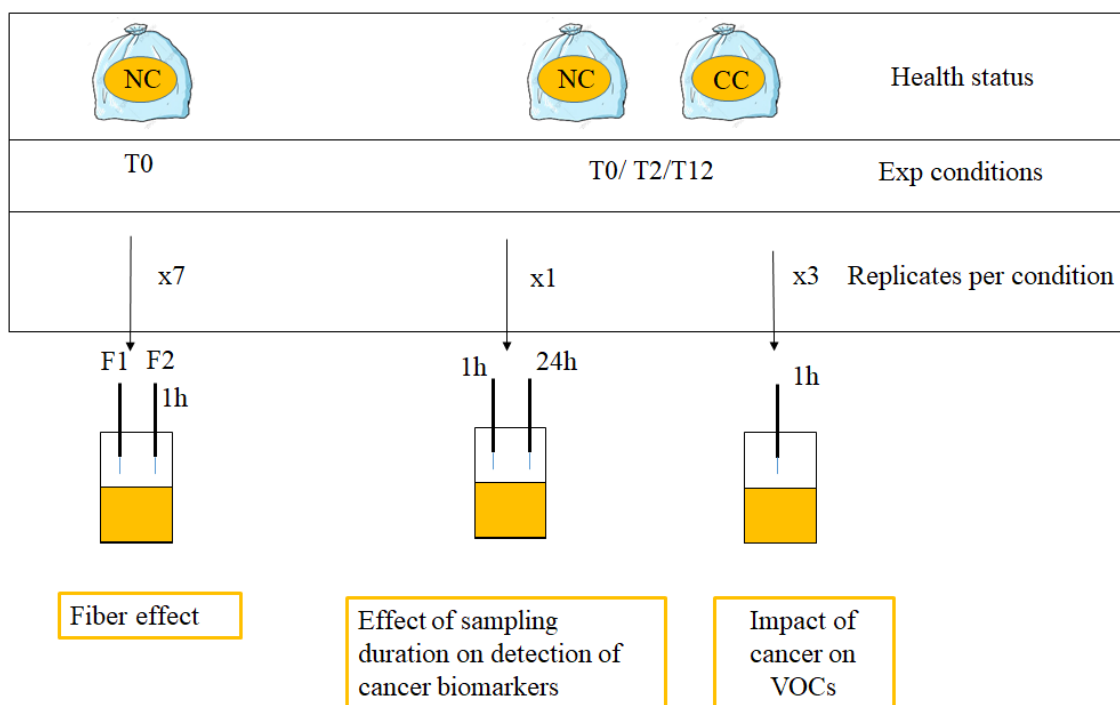 NC
NC
CC
Health status
T0
T0/ T2/T12
Exp conditions
x7
x1
x3
Replicates per condition
F1
F2
1h
1h
24h
1h
Fiber effect
Effect of sampling
duration on detection of
cancer biomarkers
Impact of
cancer on
VOCs